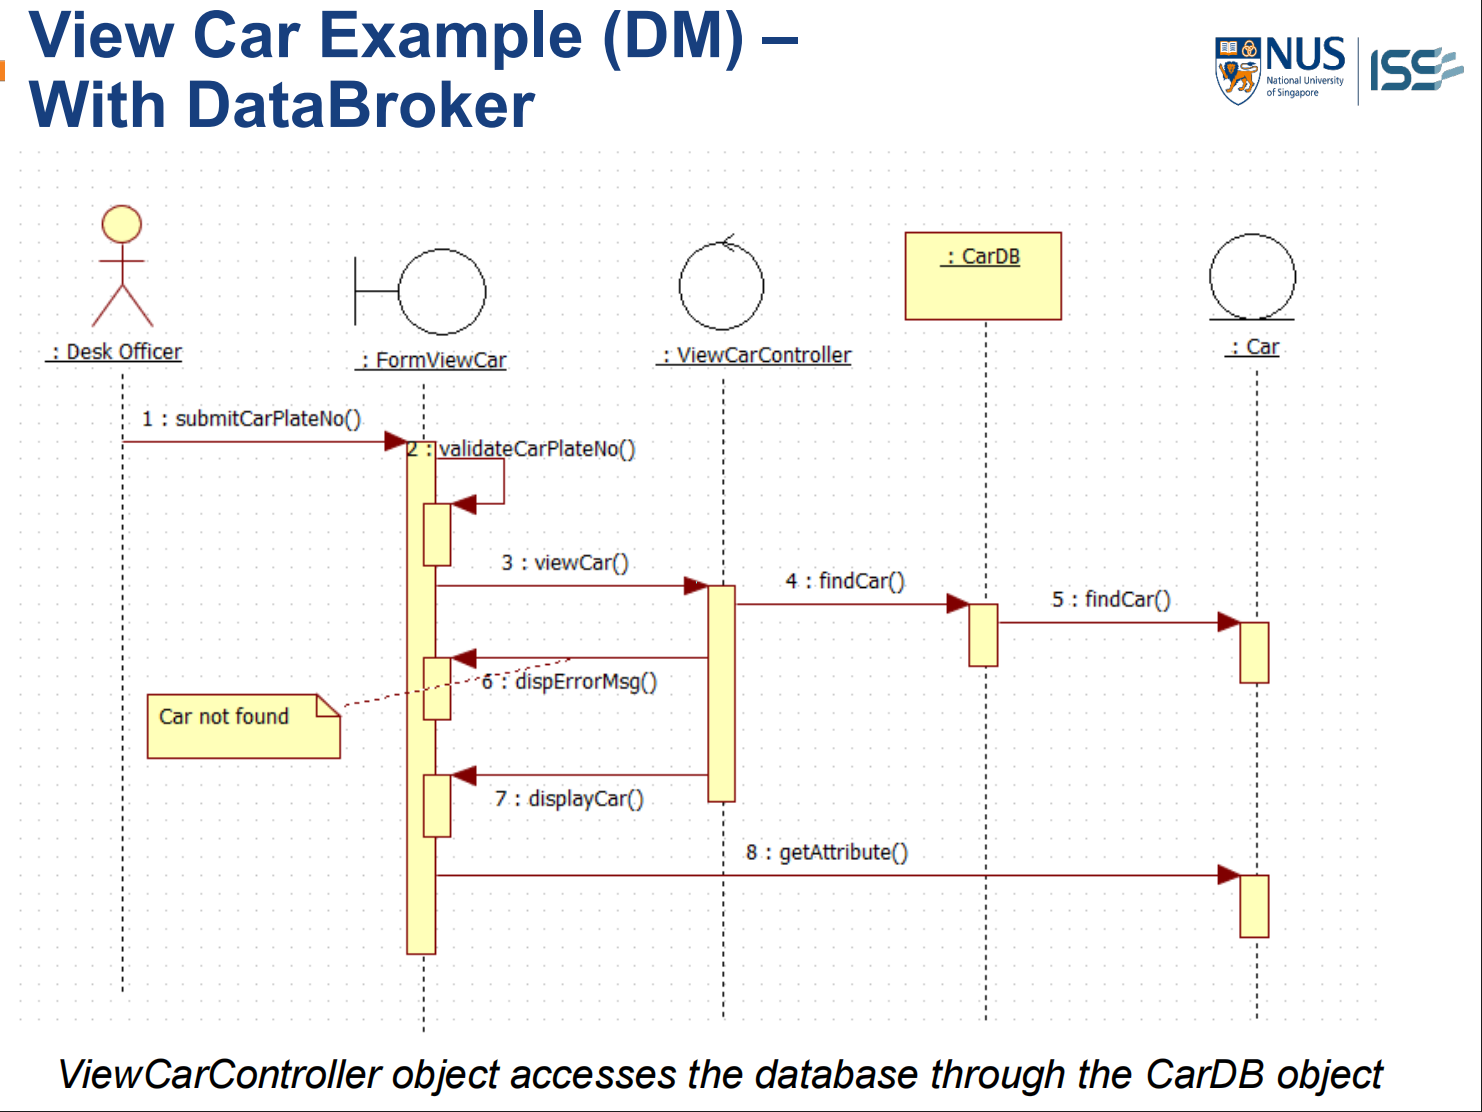 View Car Example (DM) –
With DataBroker
NUS
National University
of Singapore
ISS
: Desk Officer
: FormViewCar
: ViewCarController
: CarDB
: Car
1 : submitCarPlateNo()
2 : validateCarPlateNo()
3 : viewCar()
4 : findCar()
5 : findCar()
6 : dispErrorMsg()
Car not found
7 : displayCar()
8 : getAttribute()
ViewCarController object accesses the database through the CarDB object